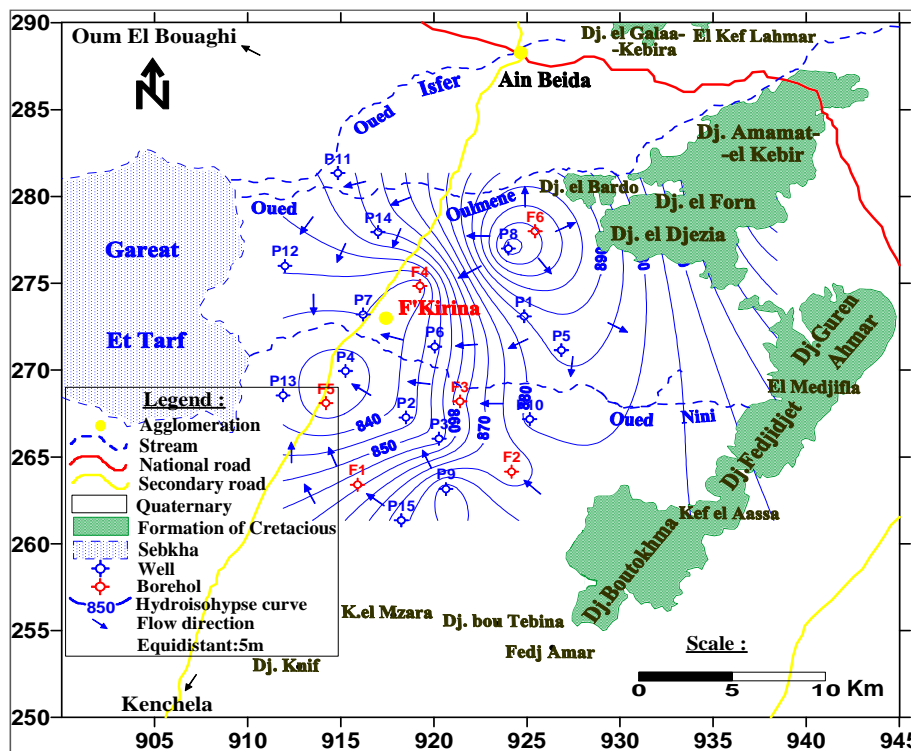 290
285
280
275
270
265
260
255
250
905
910
915
920
925
930
935
940
945
Oum El Bouaghi
N
Dj. el Galaa-
-Kebira
El Kef Lahmar
Ain Beida
Oued Isfer
Dj. Amamat-
-el Kebir
P11
Dj. el Bardo
Oued
Oulmene
Dj. el Forn
P14
F6
P8
Dj. el Djezia
Gareat
P12
890
F4
P7
F'Kirina
P1
Et Tarf
P6
P5
Dj.Guren
Ahmar
P4
El Medjifla
P13
F5
F3
880
P2
840
860
P10
Oued Nini
P3
870
850
Dj.Fedjidjet
F1
F2
P9
P15
Kef el Aassa
Dj.Boutokhma
K.el Mzara
Dj. bou Tebina
Fedj Amar
Dj. Knif
Kenchela
Legend :
Agglomeration
Stream
National road
Secondary road
Quaternary
Formation of Cretacious
Sebkha
Well
Borehol
850
Hydroisohypse curve
Flow direction
Equidistant:5m
Scale :
0 5 10 Km